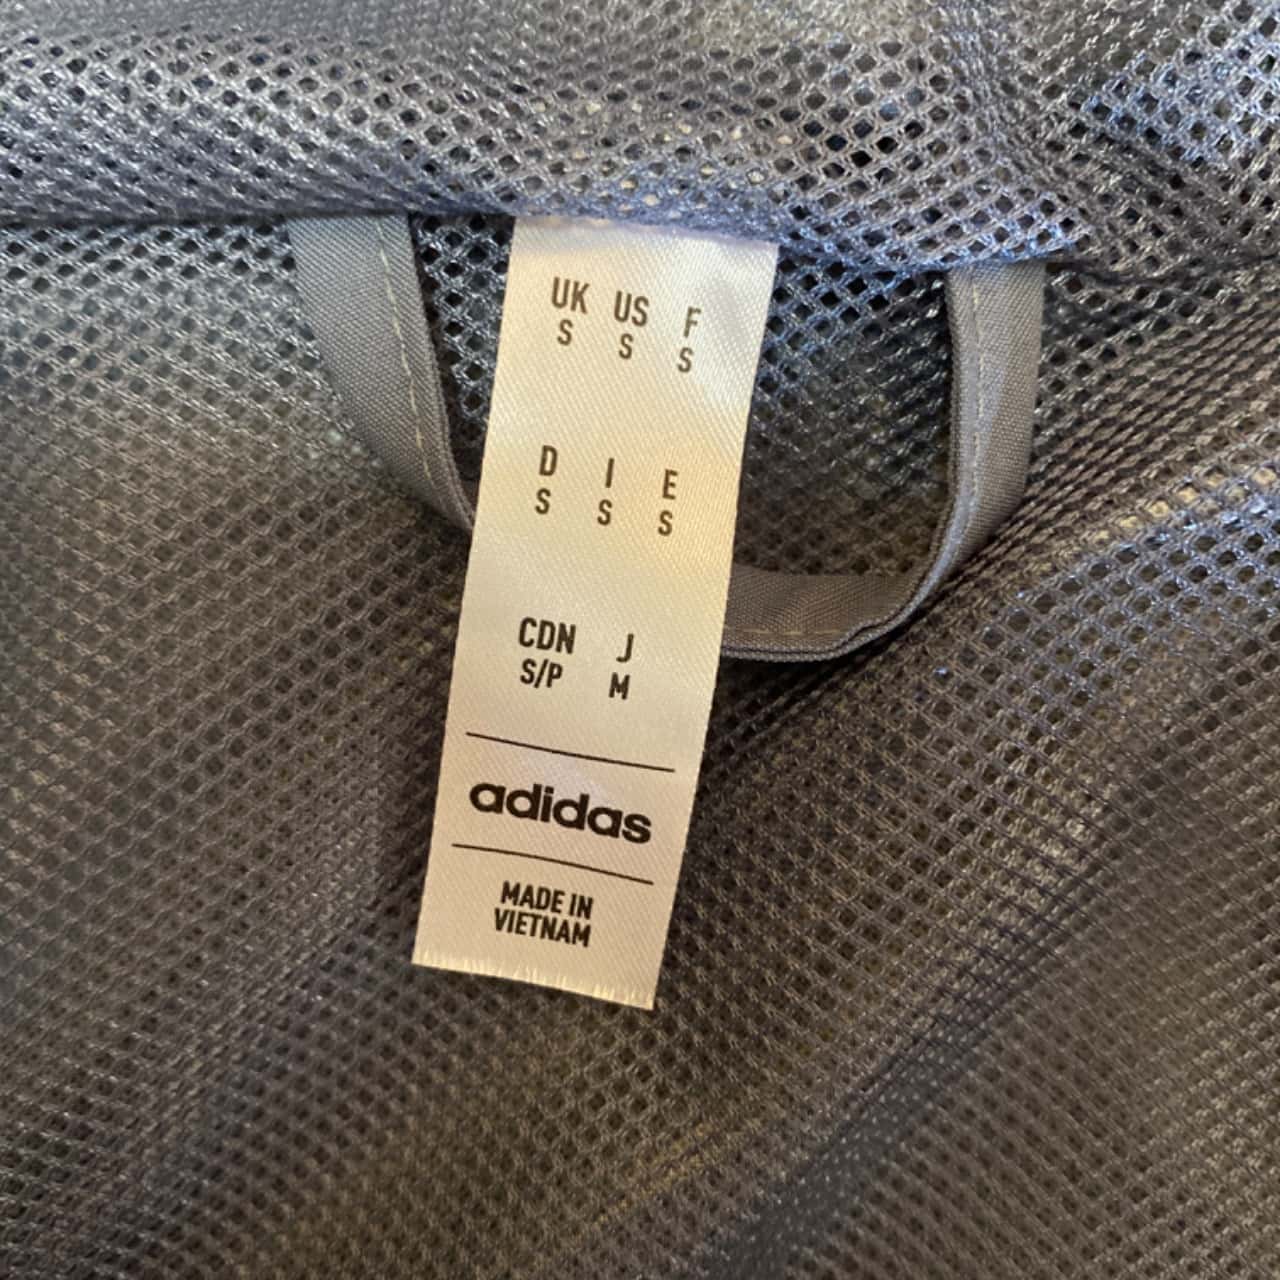 UK US F
S S S
D I E
S S S
CDN J
S/P M
adidas
MADE IN
VIETNAM